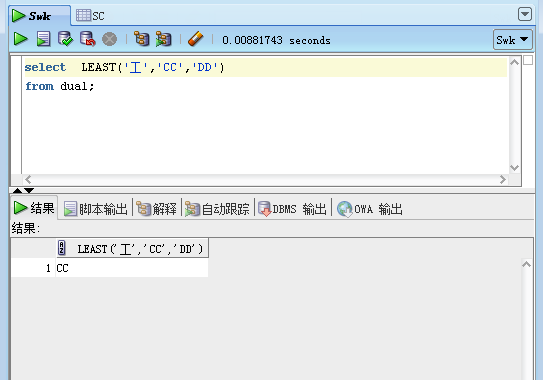 Swk SC
0.00881743 seconds Swk
select LEAST('工','CC','DD')
from dual;
结果 脚本输出 解释 自动跟踪 DBMS 输出 OWA 输出
结果:
LEAST('工','CC','DD')
1 CC